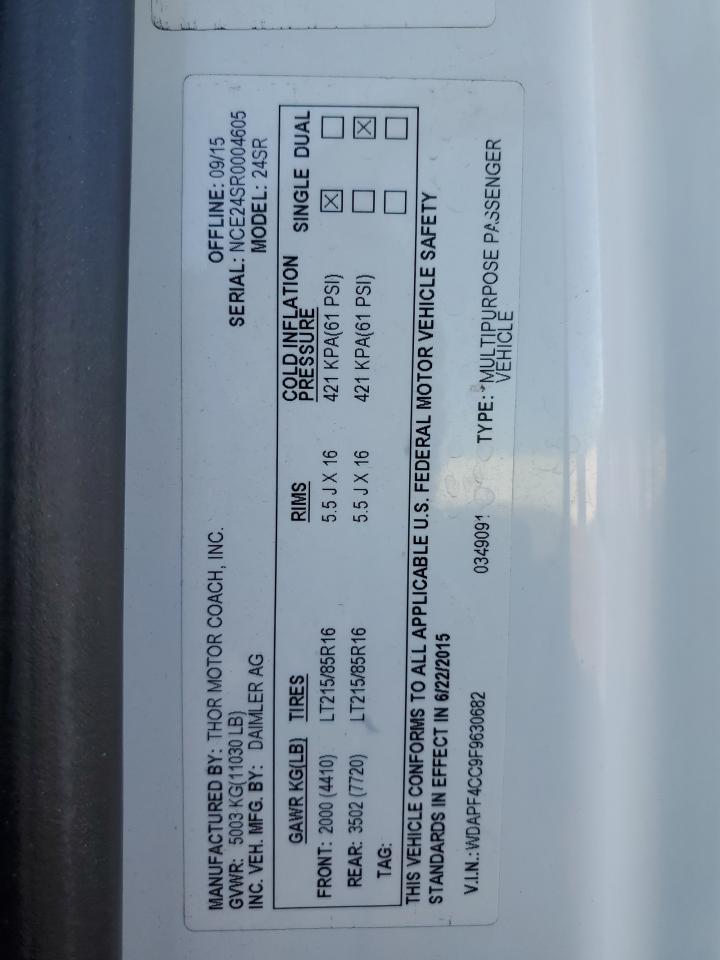 MANUFACTURED BY: THOR MOTOR COACH, INC. OFFLINE: 09/15
GVWR: 5003 KG(11030 LB) SERIAL: NCE24SR0004605
INC. VEH. MFG. BY: DAIMLER AG MODEL: 24SR
GAWR KG(LB) TIRES RIMS COLD INFLATION PRESSURE SINGLE DUAL
FRONT: 2000 (4410) LT215/85R16 5.5 J X 16 421 KPA(61 PSI) ☒ ☐
REAR: 3502 (7720) LT215/85R16 5.5 J X 16 421 KPA(61 PSI) ☐ ☒
TAG: ☐ ☐
THIS VEHICLE CONFORMS TO ALL APPLICABLE U.S. FEDERAL MOTOR VEHICLE SAFETY
STANDARDS IN EFFECT IN 6/22/2015
V.I.N.: WDAPF4CC9F9630682 0349091 TYPE: *MULTIPURPOSE PASSENGER
VEHICLE